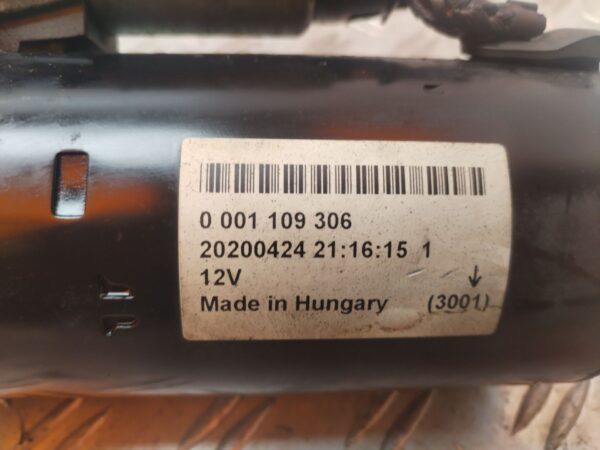 0 001 109 306
20200424 21:16:15 1
12V ↓
Made in Hungary (3001)